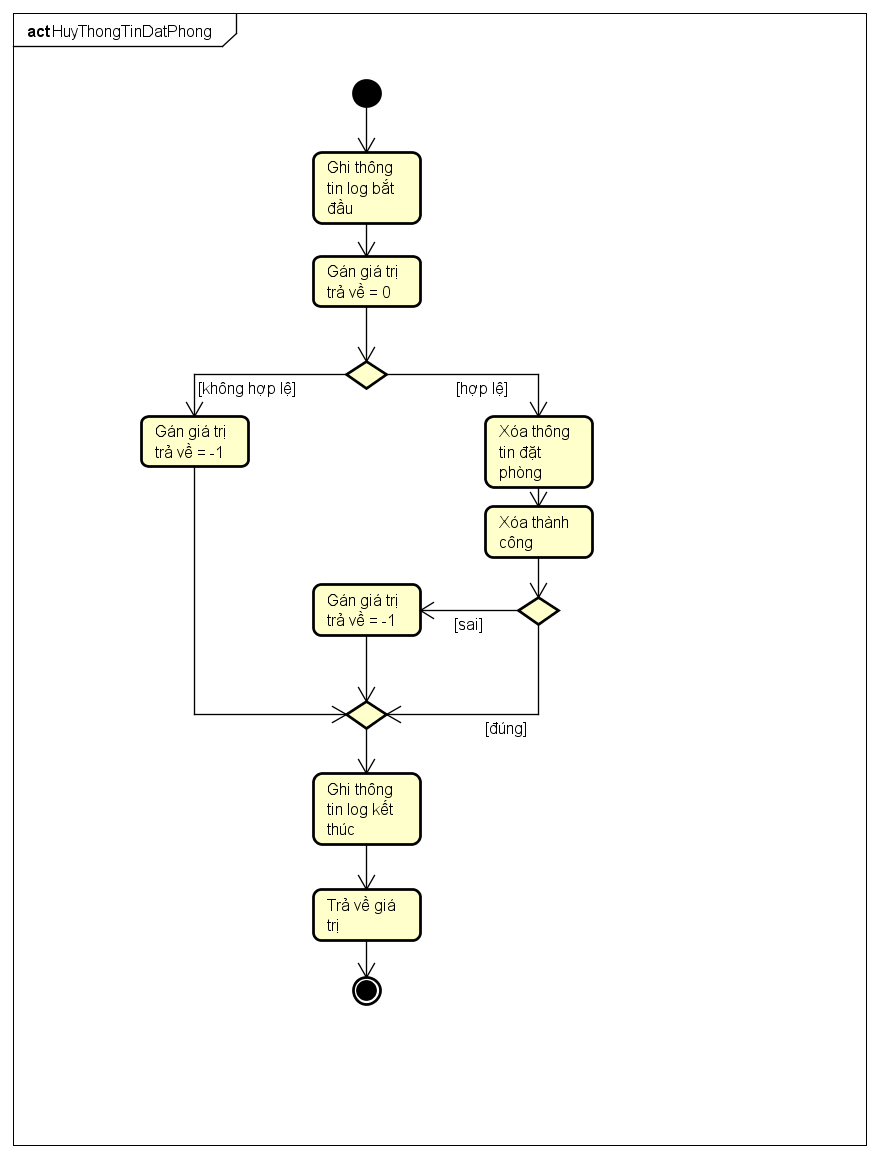 act HuyThongTinDatPhong
Ghi thông
tin log bắt
đầu
Gán giá trị
trả về = 0
[không hợp lệ]
[hợp lệ]
Gán giá trị
trả về = -1
Xóa thông
tin đặt
phòng
Xóa thành
công
Gán giá trị
trả về = -1
[sai]
[đúng]
Ghi thông
tin log kết
thúc
Trả về giá
trị